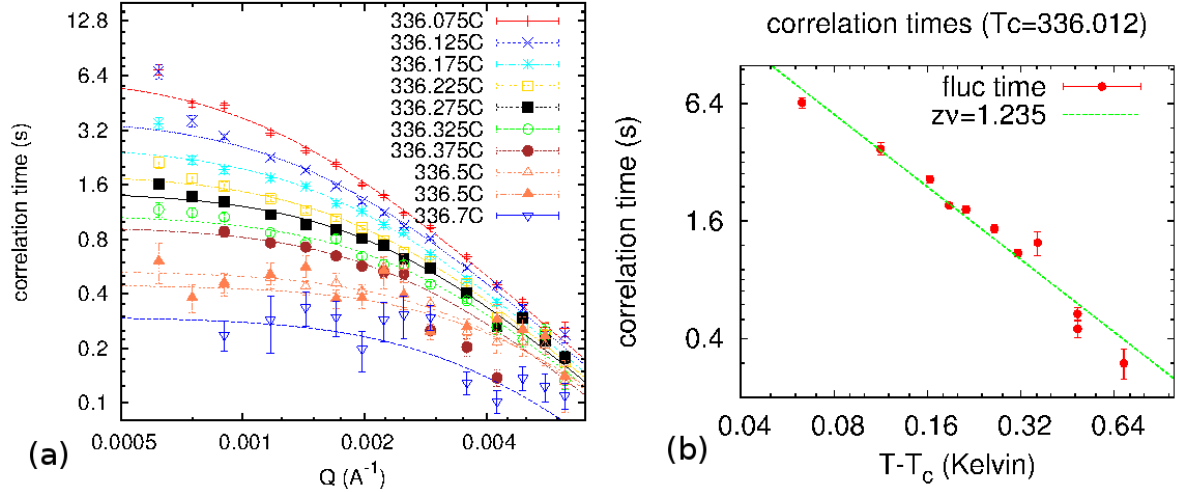 12.8
6.4
3.2
1.6
0.8
0.4
0.2
0.1
correlation time (s)
336.075C
336.125C
336.175C
336.225C
336.275C
336.325C
336.375C
336.5C
336.5C
336.7C
0.0005
0.001
0.002
0.004
Q (A⁻¹)
(a)
correlation times (Tc=336.012)
6.4
1.6
0.4
correlation time (s)
fluc time
zν=1.235
0.04
0.08
0.16
0.32
0.64
T-Tc (Kelvin)
(b)